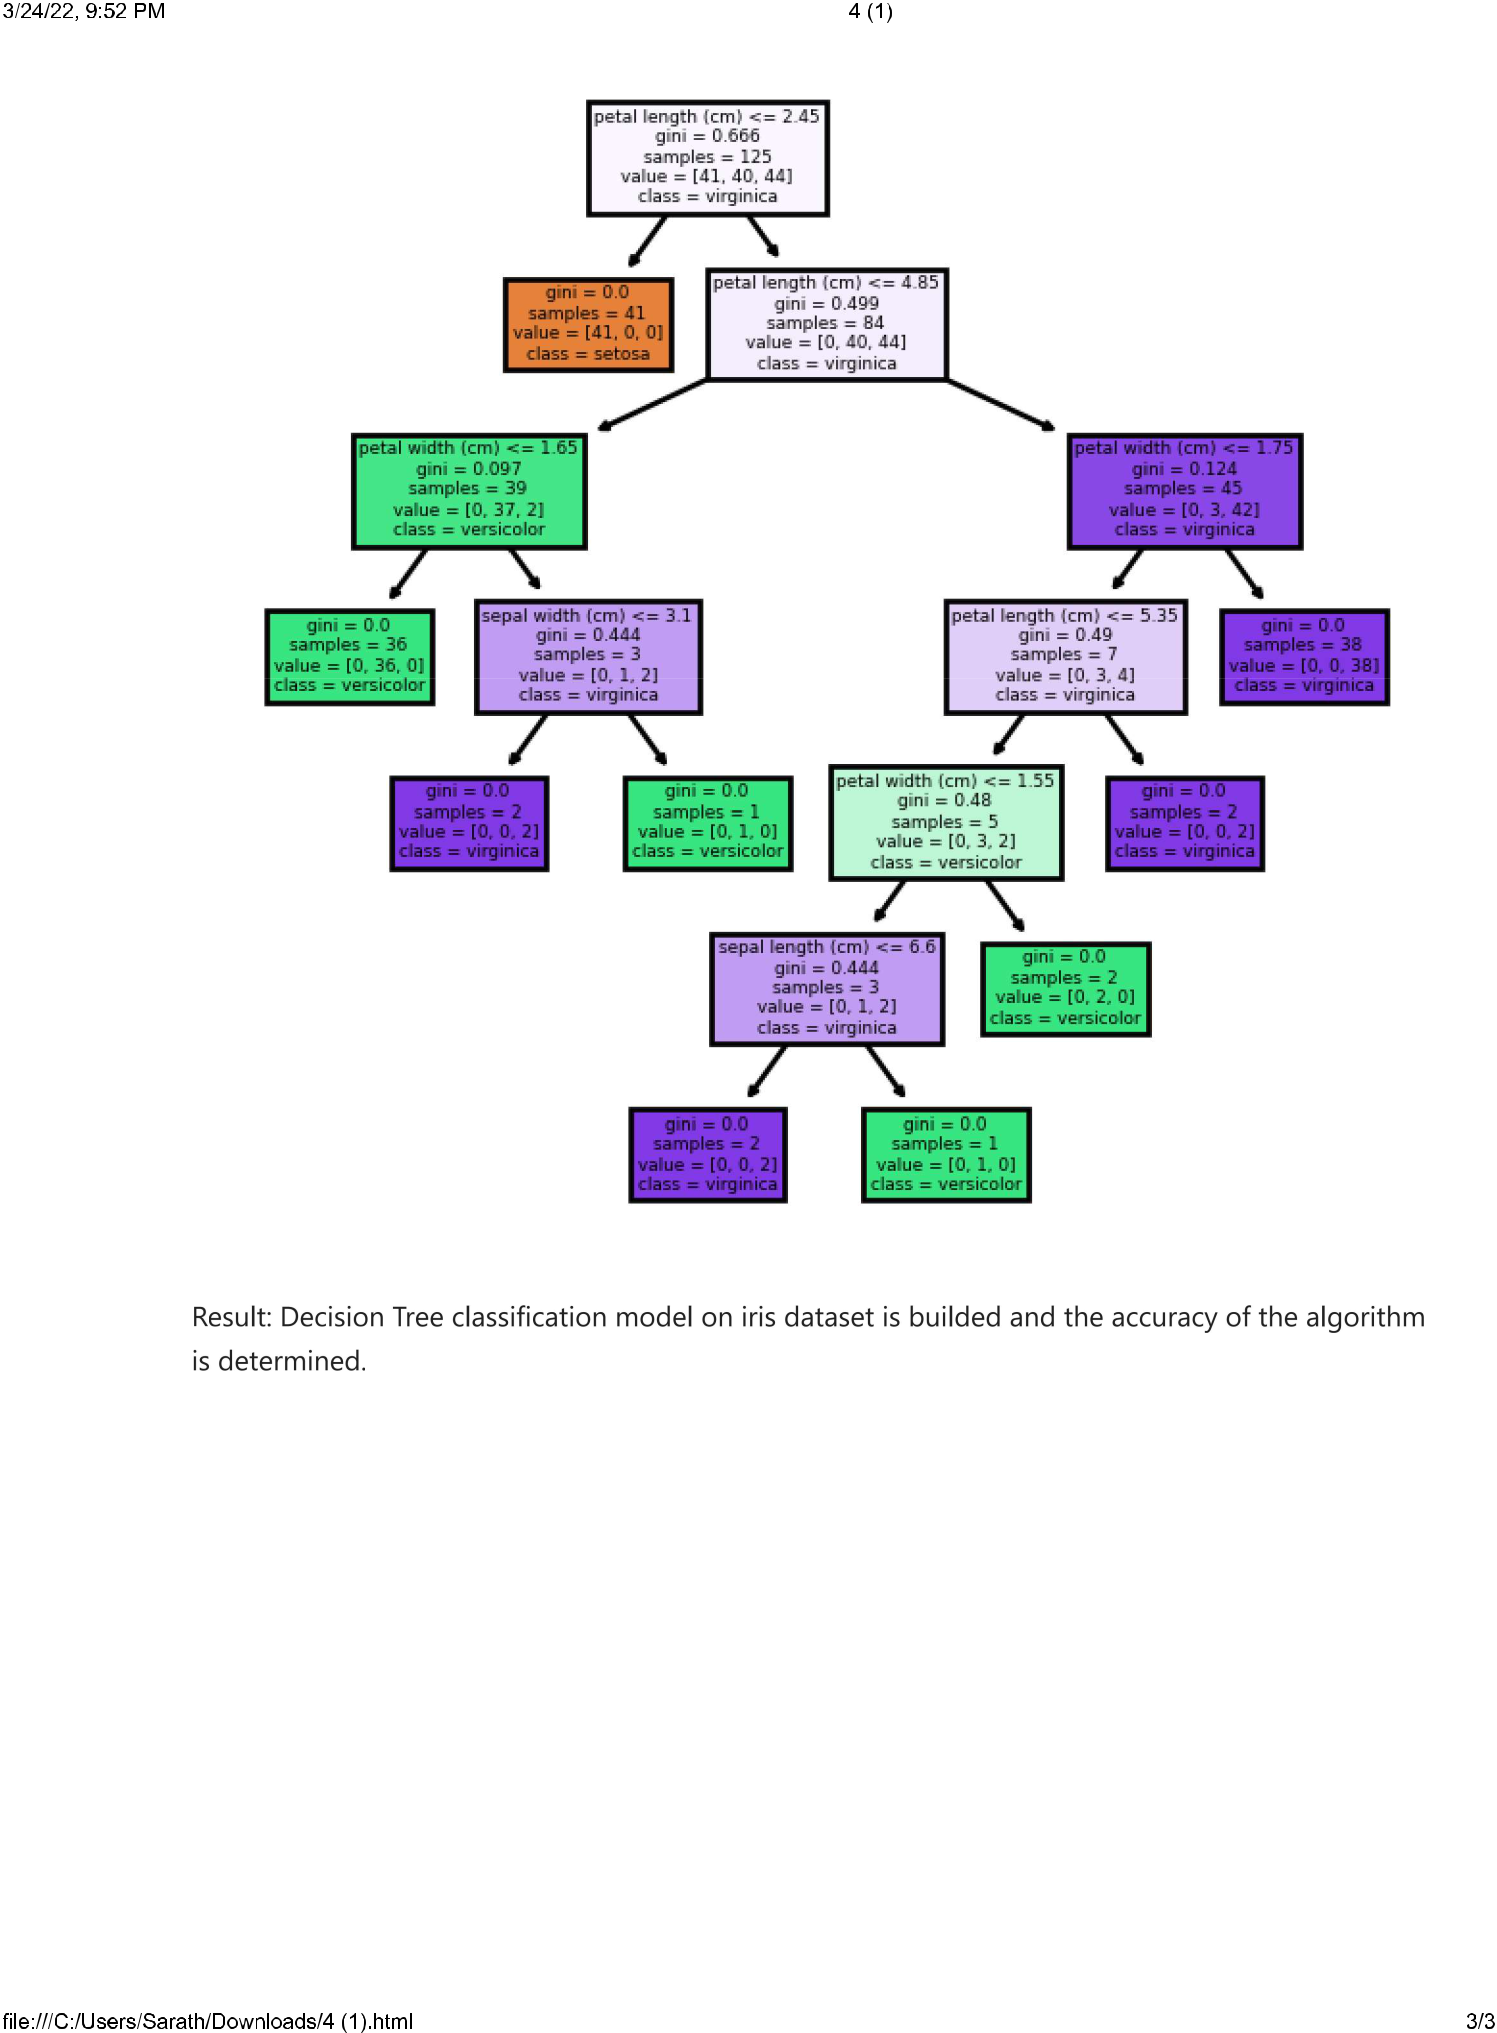 3/24/22, 9:52 PM
4 (1)
petal length (cm) <= 2.45
gini = 0.666
samples = 125
value = [41, 40, 44]
class = virginica
gini = 0.0
samples = 41
value = [41, 0, 0]
class = setosa
petal length (cm) <= 4.85
gini = 0.499
samples = 84
value = [0, 40, 44]
class = virginica
petal width (cm) <= 1.65
gini = 0.097
samples = 39
value = [0, 37, 2]
class = versicolor
petal width (cm) <= 1.75
gini = 0.124
samples = 45
value = [0, 3, 42]
class = virginica
gini = 0.0
samples = 36
value = [0, 36, 0]
class = versicolor
sepal width (cm) <= 3.1
gini = 0.444
samples = 3
value = [0, 1, 2]
class = virginica
petal length (cm) <= 5.35
gini = 0.49
samples = 7
value = [0, 3, 4]
class = virginica
gini = 0.0
samples = 38
value = [0, 0, 38]
class = virginica
gini = 0.0
samples = 2
value = [0, 0, 2]
class = virginica
gini = 0.0
samples = 1
value = [0, 1, 0]
class = versicolor
petal width (cm) <= 1.55
gini = 0.48
samples = 5
value = [0, 3, 2]
class = versicolor
gini = 0.0
samples = 2
value = [0, 0, 2]
class = virginica
sepal length (cm) <= 6.6
gini = 0.444
samples = 3
value = [0, 1, 2]
class = virginica
gini = 0.0
samples = 2
value = [0, 2, 0]
class = versicolor
gini = 0.0
samples = 2
value = [0, 0, 2]
class = virginica
gini = 0.0
samples = 1
value = [0, 1, 0]
class = versicolor
Result: Decision Tree classification model on iris dataset is builded and the accuracy of the algorithm
is determined.
file:///C:/Users/Sarath/Downloads/4 (1).html
3/3